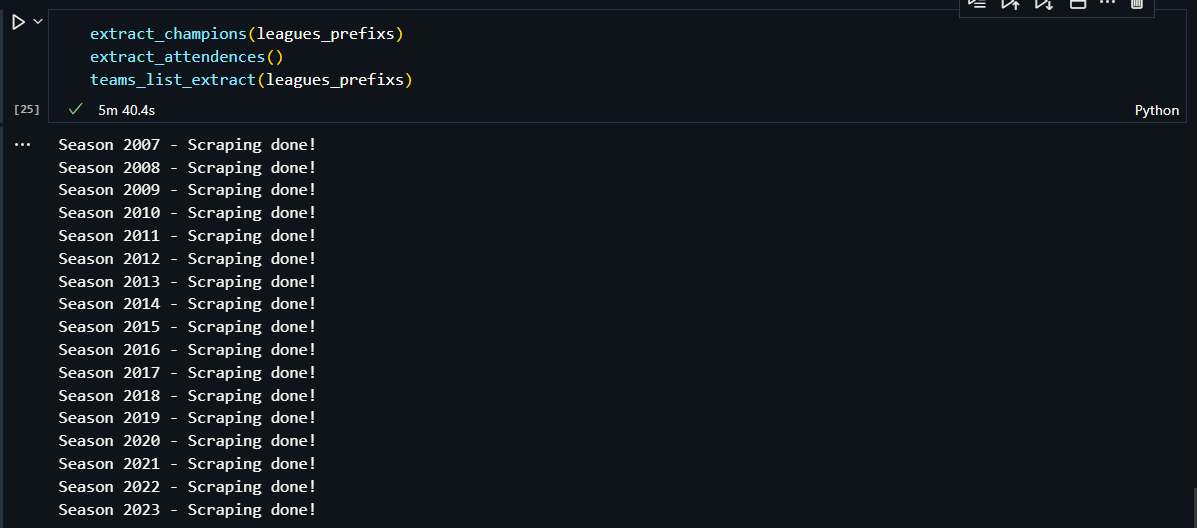 extract_champions(leagues_prefixs)
extract_attendences()
teams_list_extract(leagues_prefixs)
[25] 5m 40.4s Python
Season 2007 - Scraping done!
Season 2008 - Scraping done!
Season 2009 - Scraping done!
Season 2010 - Scraping done!
Season 2011 - Scraping done!
Season 2012 - Scraping done!
Season 2013 - Scraping done!
Season 2014 - Scraping done!
Season 2015 - Scraping done!
Season 2016 - Scraping done!
Season 2017 - Scraping done!
Season 2018 - Scraping done!
Season 2019 - Scraping done!
Season 2020 - Scraping done!
Season 2021 - Scraping done!
Season 2022 - Scraping done!
Season 2023 - Scraping done!